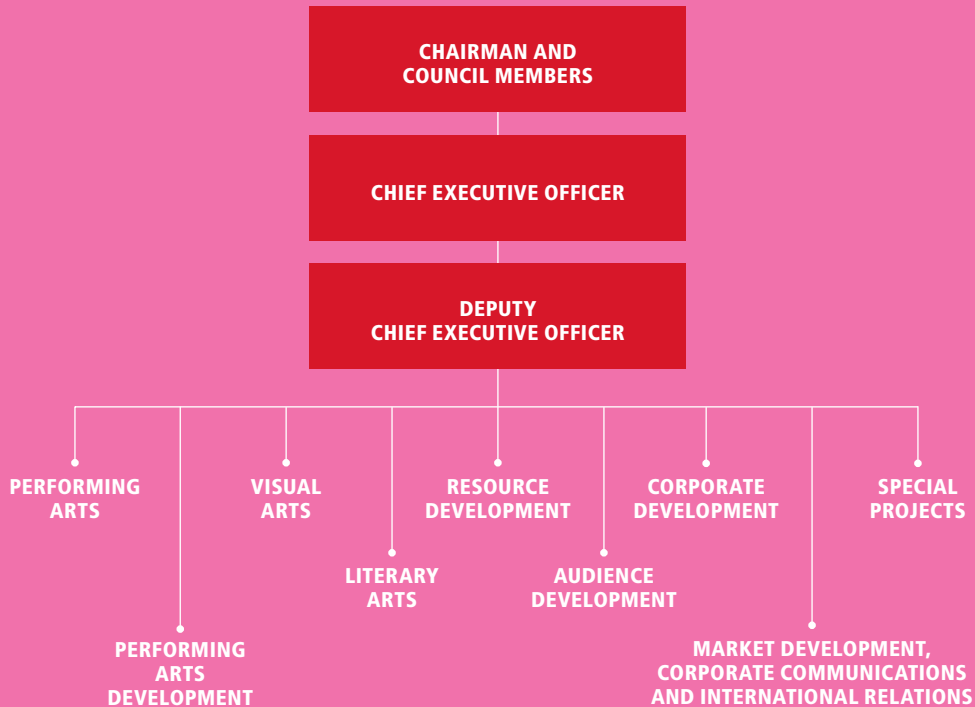 CHAIRMAN AND
COUNCIL MEMBERS
CHIEF EXECUTIVE OFFICER
DEPUTY
CHIEF EXECUTIVE OFFICER
PERFORMING
ARTS
PERFORMING
ARTS
DEVELOPMENT
VISUAL
ARTS
LITERARY
ARTS
RESOURCE
DEVELOPMENT
AUDIENCE
DEVELOPMENT
CORPORATE
DEVELOPMENT
MARKET DEVELOPMENT,
CORPORATE COMMUNICATIONS
AND INTERNATIONAL RELATIONS
SPECIAL
PROJECTS